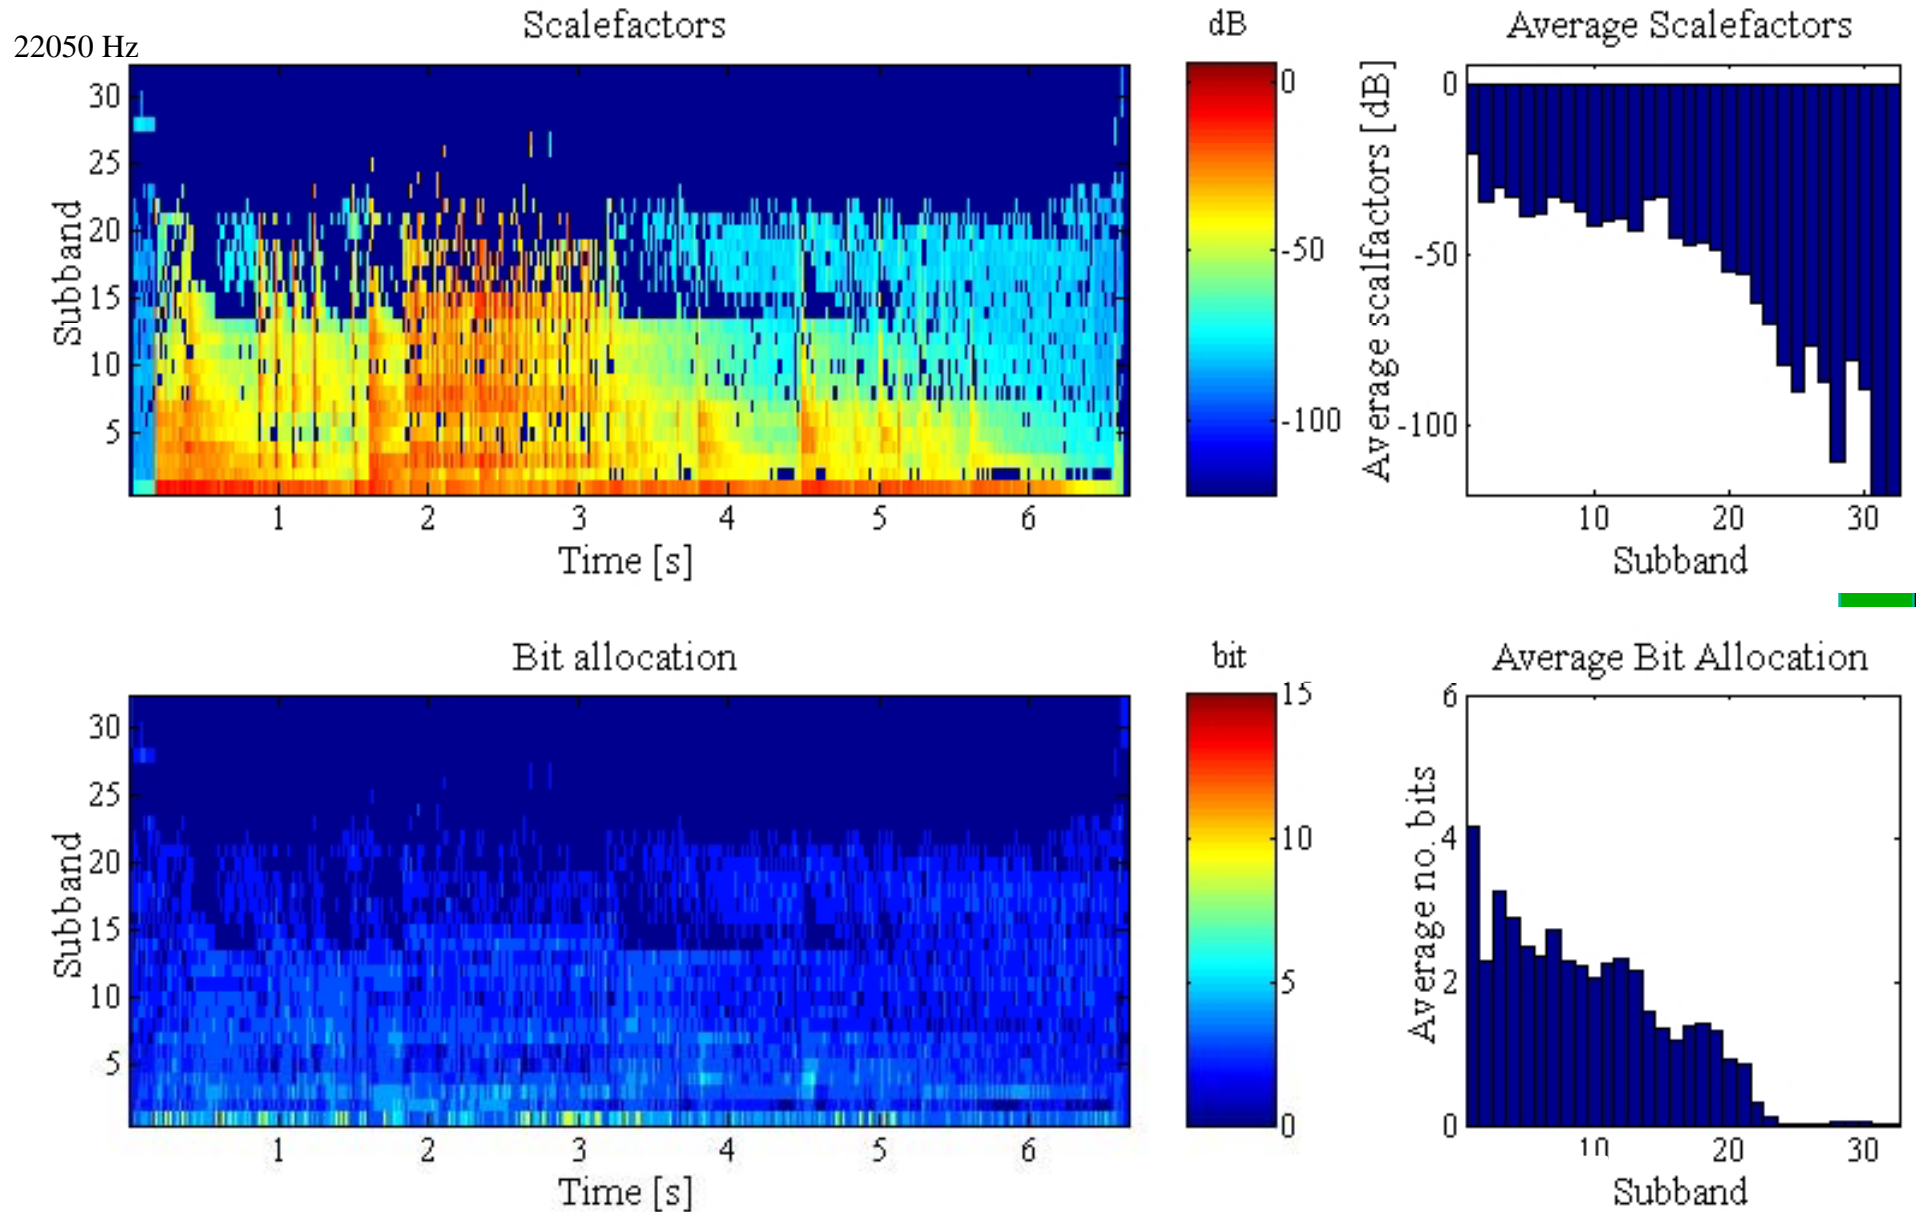 Scalefactors
dB
Average Scalefactors
22050 Hz
30
25
20
15
10
5
Subband
1
2
3
4
5
6
Time [s]
0
-50
-100
0
-50
-100
Average scalfactors [dB]
10
20
30
Subband
Bit allocation
bit
Average Bit Allocation
30
25
20
15
10
5
Subband
1
2
3
4
5
6
Time [s]
15
10
5
0
6
4
2
0
Average no. bits
10
20
30
Subband